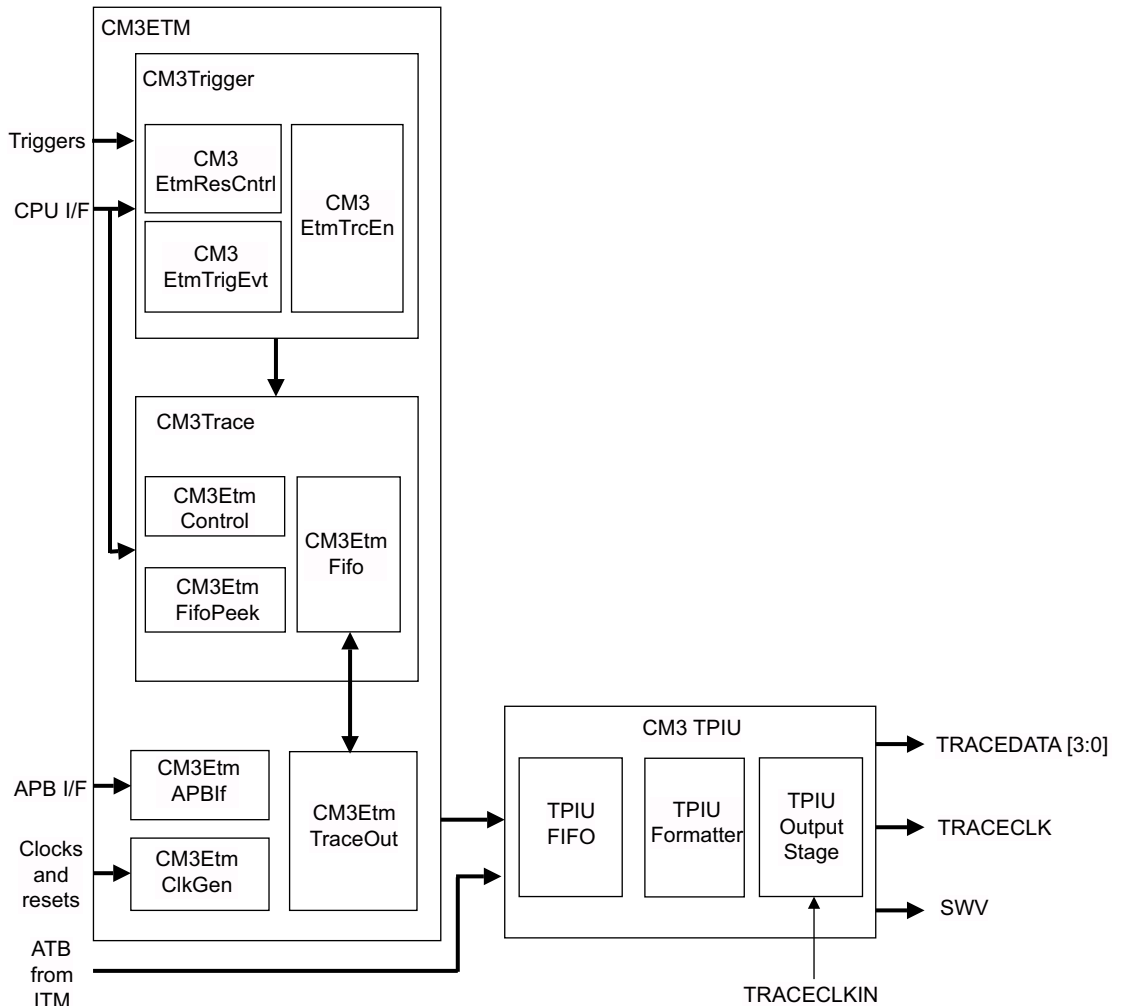 CM3ETM
CM3Trigger
Triggers
CM3
EtmResCntrl
CM3
EtmTrcEn
CPU I/F
CM3
EtmTrigEvt
CM3Trace
CM3Etm
Control
CM3Etm
Fifo
CM3Etm
FifoPeek
APB I/F
CM3Etm
APBIf
CM3Etm
TraceOut
Clocks
and
resets
CM3Etm
ClkGen
ATB
from
ITM
CM3 TPIU
TPIU
FIFO
TPIU
Formatter
TPIU
Output
Stage
TRACEDATA [3:0]
TRACECLK
SWV
TRACECLKIN